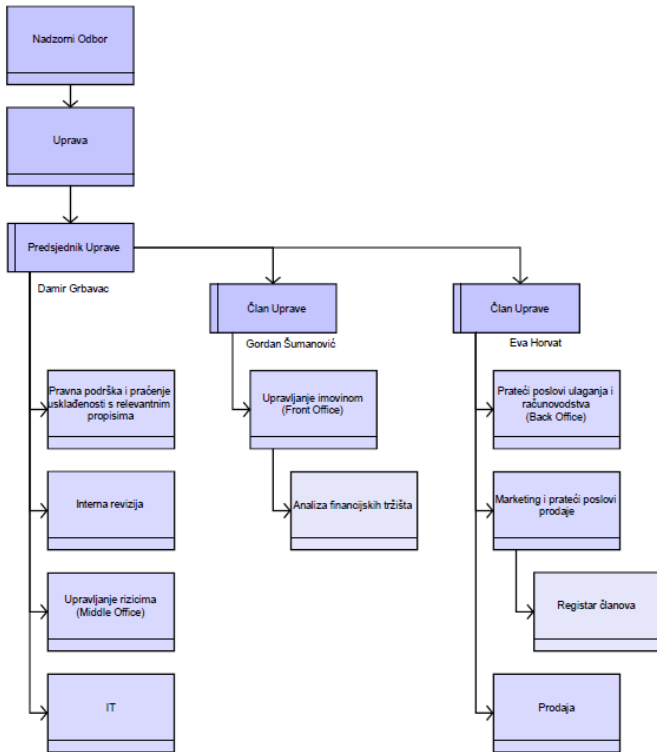 Nadzorni Odbor
Uprava
Predsjednik Uprave
Damir Grbavac
Član Uprave
Gordan Šumanović
Član Uprave
Eva Horvat
Pravna podrška i praćenje
usklađenosti s relevantnim
propisima
Upravljanje imovinom
(Front Office)
Prateći poslovi ulaganja i
računovodstva
(Back Office)
Interna revizija
Analiza financijskih tržišta
Marketing i prateći poslovi
prodaje
Upravljanje rizicima
(Middle Office)
Registar članova
IT
Prodaja